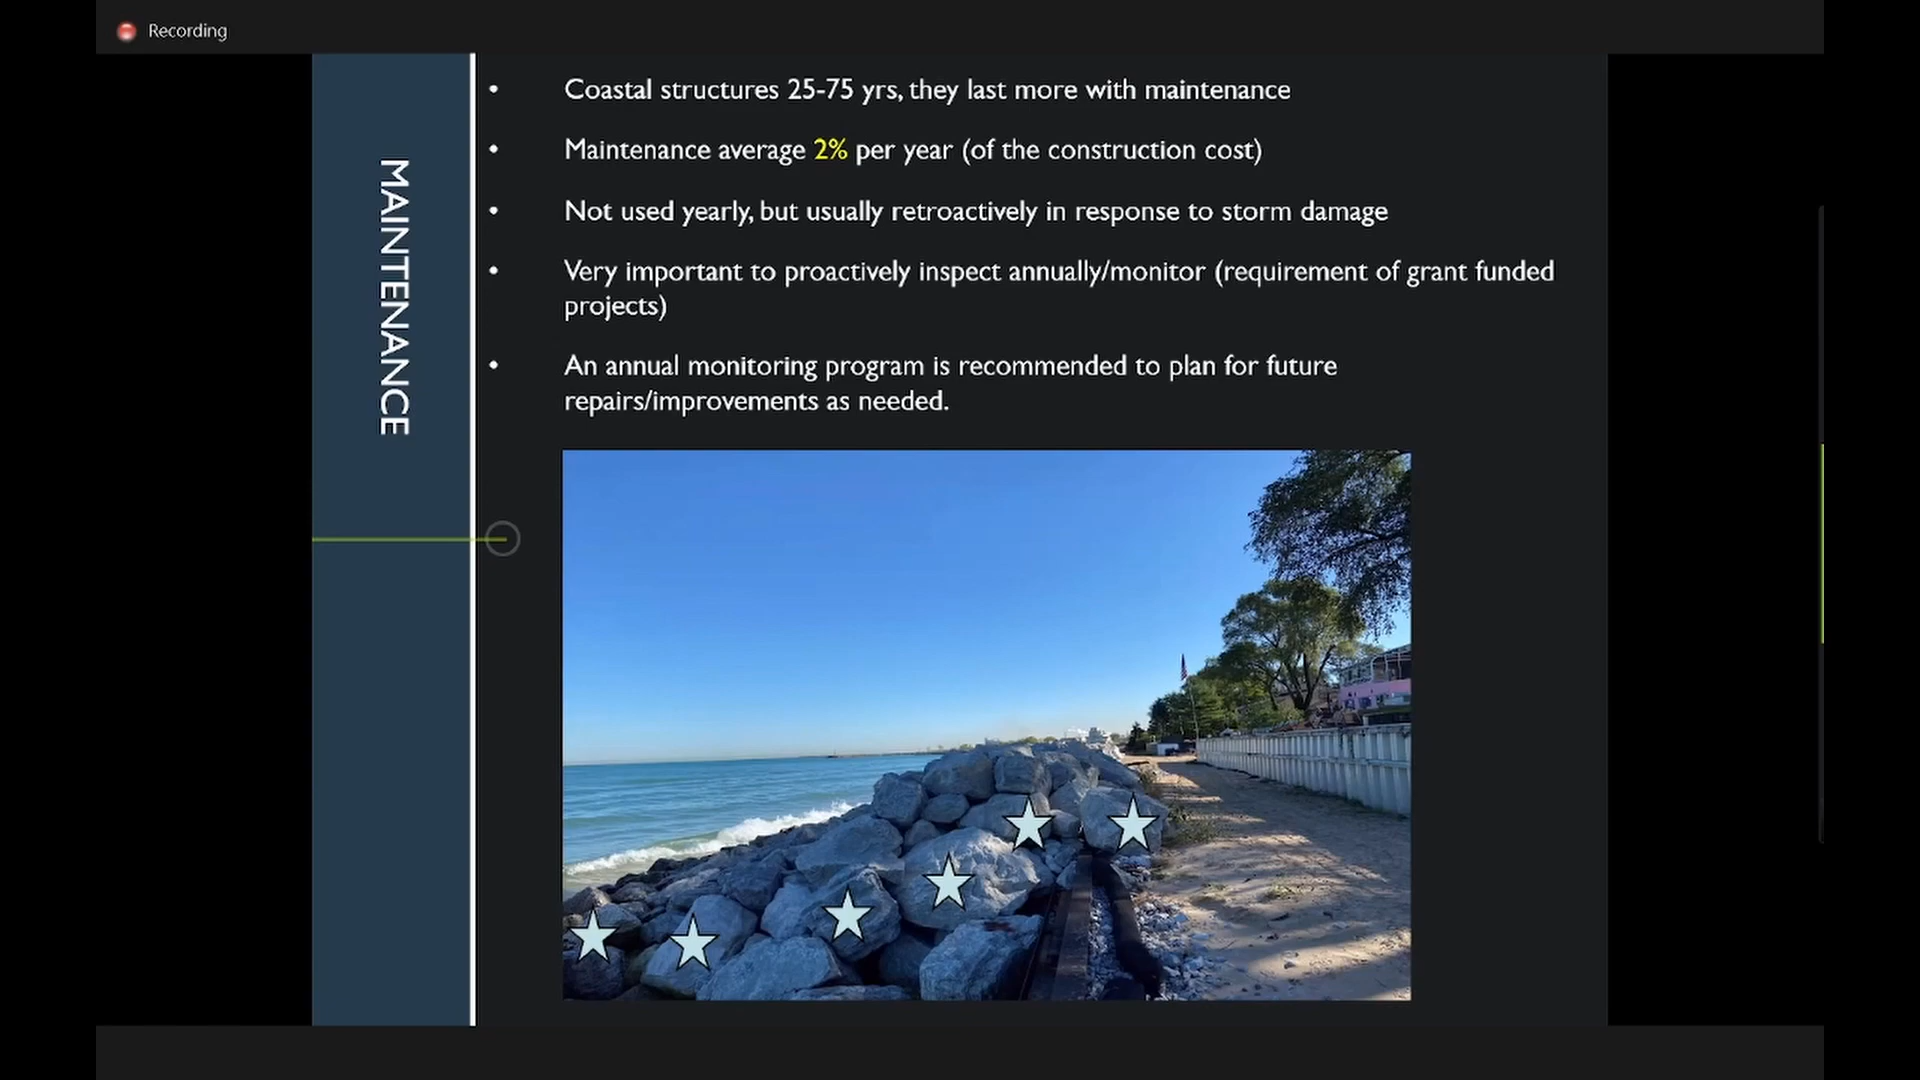 Recording
MAINTENANCE
• Coastal structures 25-75 yrs, they last more with maintenance
• Maintenance average 2% per year (of the construction cost)
• Not used yearly, but usually retroactively in response to storm damage
• Very important to proactively inspect annually/monitor (requirement of grant funded
projects)
• An annual monitoring program is recommended to plan for future
repairs/improvements as needed.